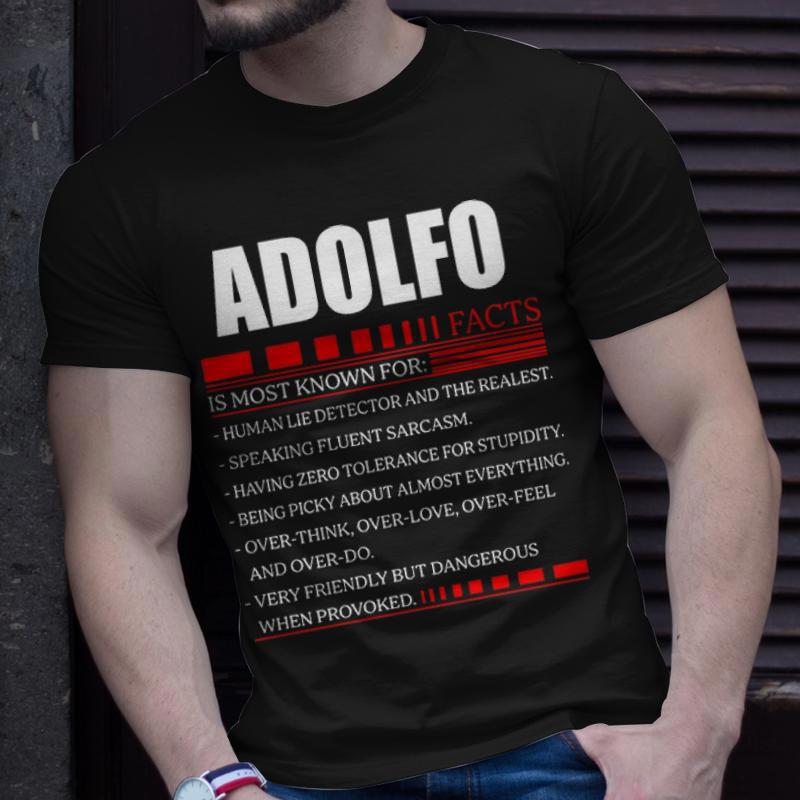 ADOLFO
FACTS
IS MOST KNOWN FOR:
- HUMAN LIE DETECTOR AND THE REALEST.
- SPEAKING FLUENT SARCASM.
- HAVING ZERO TOLERANCE FOR STUPIDITY.
- BEING PICKY ABOUT ALMOST EVERYTHING.
- OVER-THINK, OVER-LOVE, OVER-FEEL
AND OVER-DO.
- VERY FRIENDLY BUT DANGEROUS
WHEN PROVOKED.